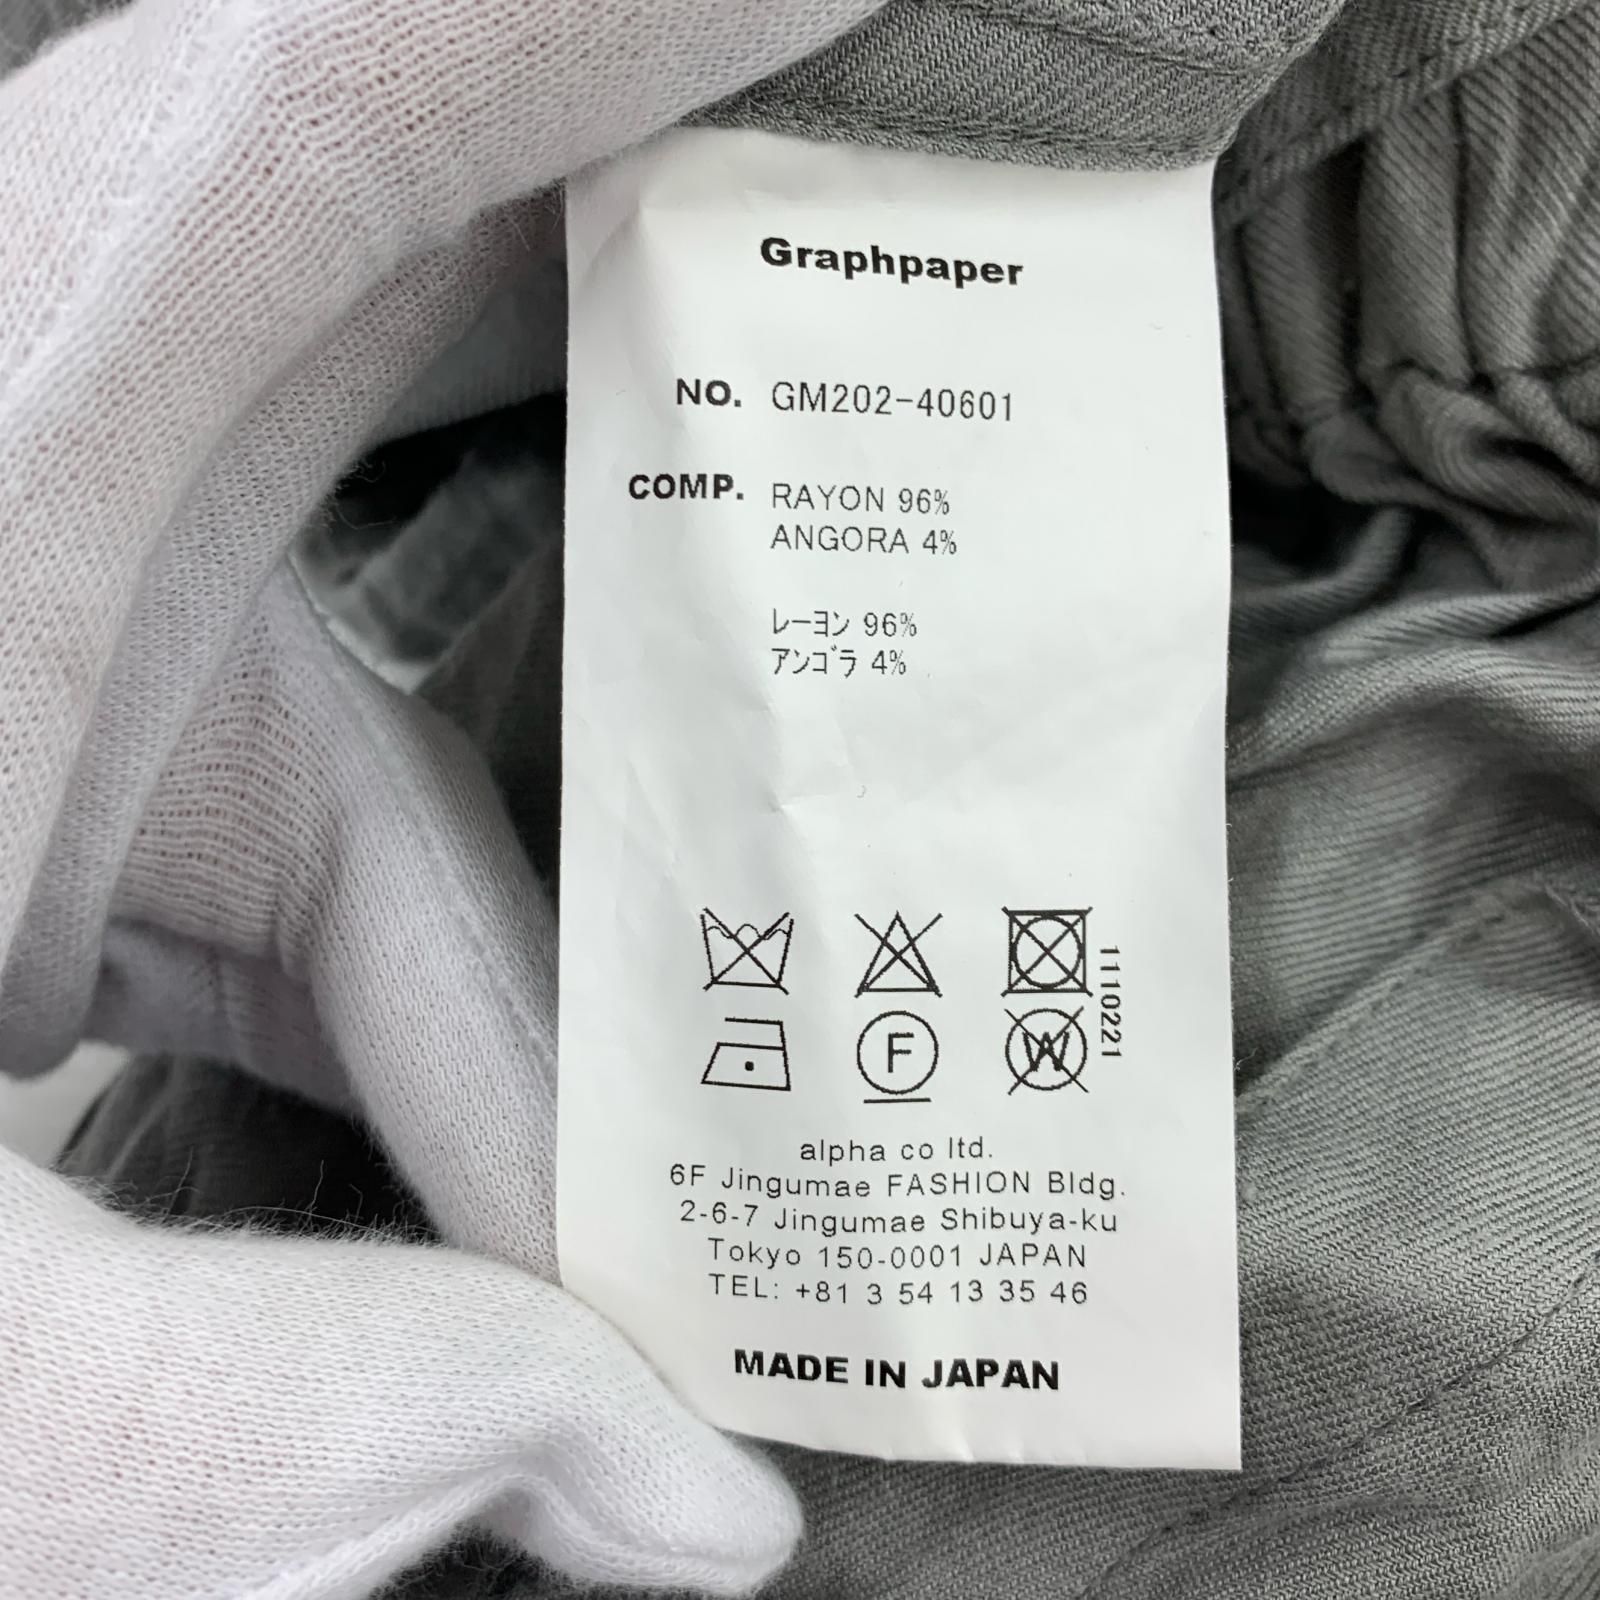 Graphpaper
NO. GM202-40601
COMP. RAYON 96%
ANGORA 4%
レーヨン 96%
アンゴラ 4%
1110221
F
W
alpha co ltd.
6F Jingumae FASHION Bldg.
2-6-7 Jingumae Shibuya-ku
Tokyo 150-0001 JAPAN
TEL: +81 3 54 13 35 46
MADE IN JAPAN